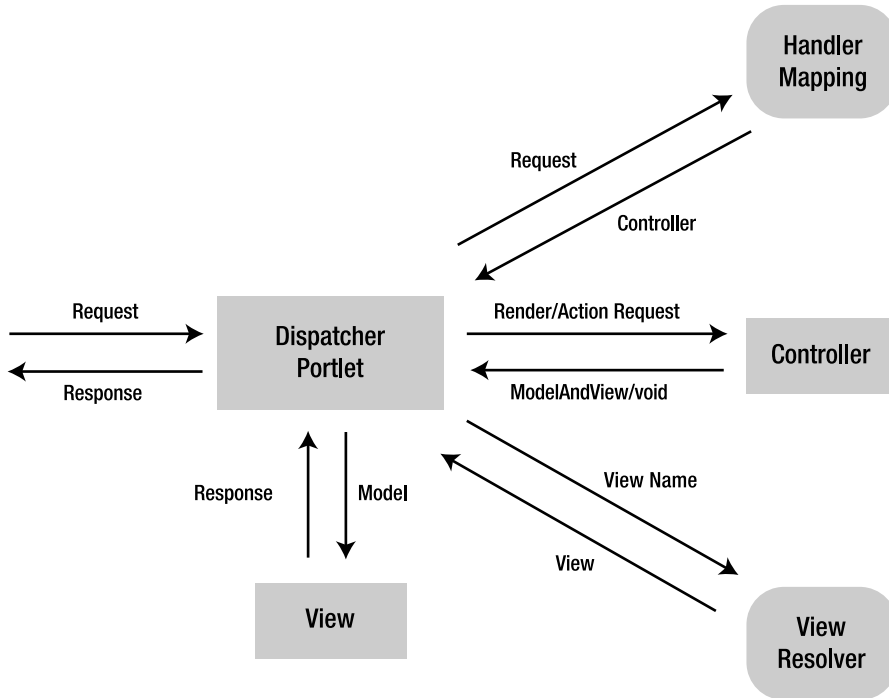 Handler
Mapping
Request
Controller
Request
Response
Dispatcher
Portlet
Render/Action Request
ModelAndView/void
Controller
Response
Model
View Name
View
View
View
Resolver